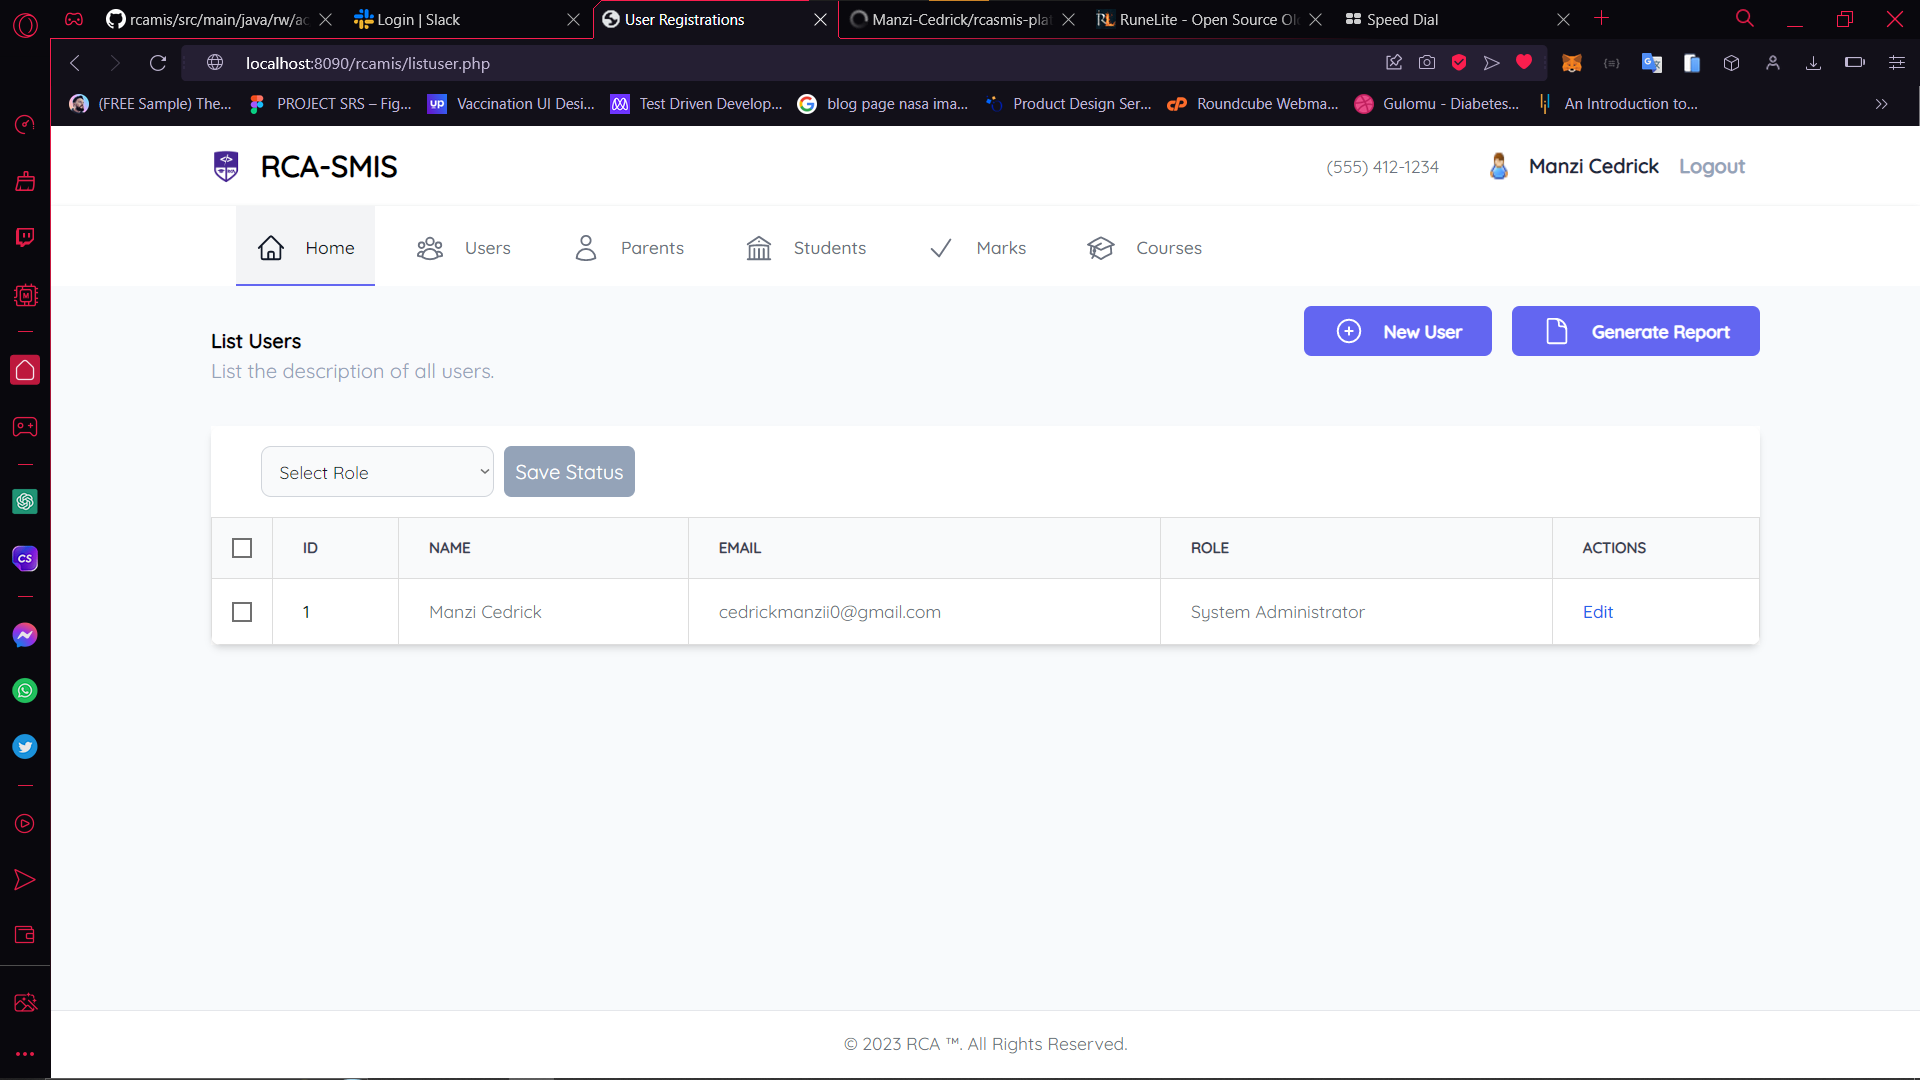 rcamis/src/main/java/rw/ac
Login | Slack
User Registrations
Manzi-Cedrick/rcasmis-plat
RuneLite - Open Source Ol
Speed Dial
localhost:8090/rcamis/listuser.php
(FREE Sample) The...
PROJECT SRS – Fig...
up
Vaccination UI Desi...
Test Driven Develop...
blog page nasa ima...
Product Design Ser...
Roundcube Webma...
Gulomu - Diabetes...
An Introduction to...
RCA-SMIS
(555) 412-1234
Manzi Cedrick
Logout
Home
Users
Parents
Students
Marks
Courses
List Users
List the description of all users.
New User
Generate Report
Select Role
Save Status
ID NAME EMAIL ROLE ACTIONS
1 Manzi Cedrick cedrickmanzii0@gmail.com System Administrator Edit
CS
© 2023 RCA ™. All Rights Reserved.